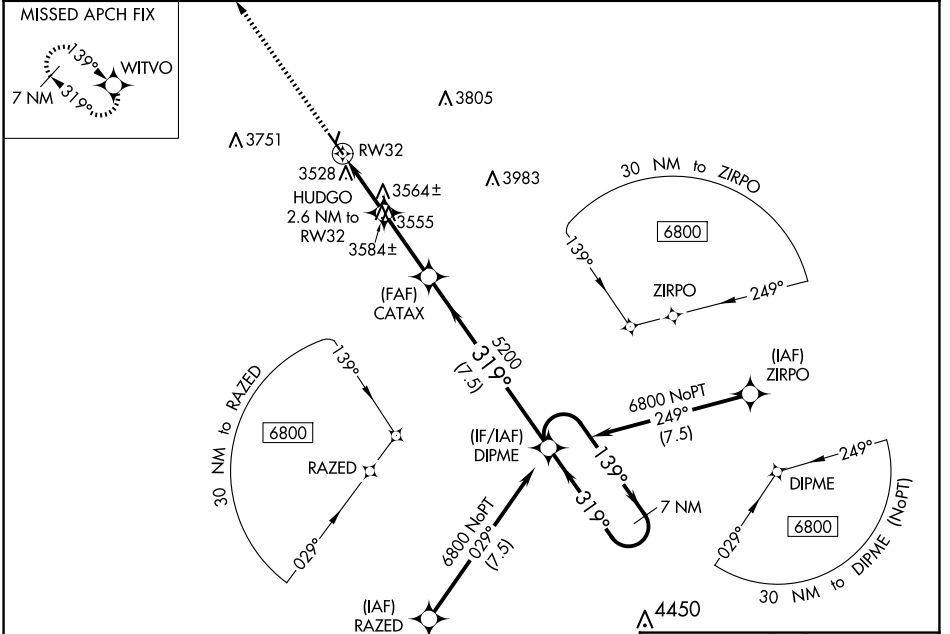 MISSED APCH FIX
139°
WITVO
7 NM
319°
3805
3751
RW32
3528
3564±
3983
HUDGO
2.6 NM to
RW32
3555
3584±
30 NM to ZIRPO
6800
139°
ZIRPO
249°
(FAF)
CATAX
5200
319°
(7.5)
(IAF)
ZIRPO
6800 NoPT
249°
(7.5)
30 NM to RAZED
139°
6800
RAZED
029°
(IF/IAF)
DIPME
139°
319°
7 NM
249°
DIPME
6800
029°
30 NM to DIPME (NoPT)
6800 NoPT
029°
(7.5)
(IAF)
RAZED
4450